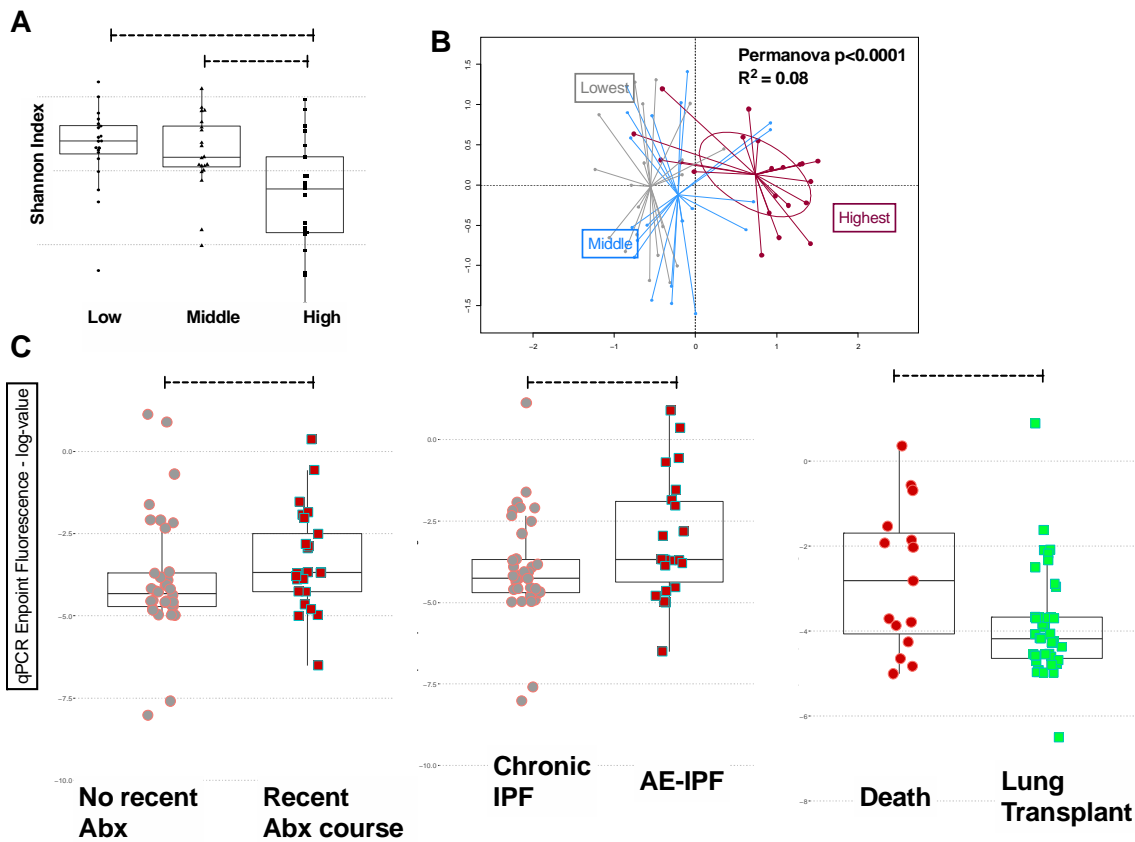 A
Shannon Index
Low
Middle
High
B
Permanova p<0.0001
R² = 0.08
Lowest
Middle
Highest
1.5
1.0
0.5
0.0
-0.5
-1.0
-1.5
-2
-1
0
1
2
C
qPCR Enpoint Fluorescence - log-value
0.0
-2.5
-5.0
-7.5
-10.0
No recent
Abx
Recent
Abx course
0.0
-2.5
-5.0
-7.5
-10.0
Chronic
IPF
AE-IPF
0
-2
-4
-6
-8
Death
Lung
Transplant